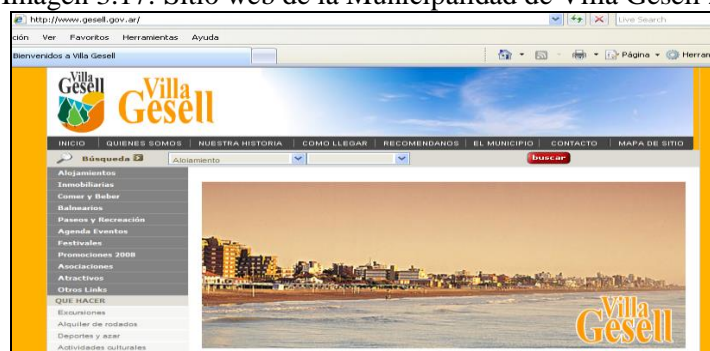 Imagen 3.17: Sitio web de la Municipalidad de Villa Gesell
http://www.gesell.gov.ar/
Live Search
ción Ver Favoritos Herramientas Ayuda
Bienvenidos a Villa Gesell
Página
Herram
Villa Gesell
Villa Gesell
INICIO QUIENES SOMOS NUESTRA HISTORIA COMO LLEGAR RECOMENDANOS EL MUNICIPIO CONTACTO MAPA DE SITIO
Búsqueda Alojamiento buscar
Alojamientos
Inmobiliarias
Comer y Beber
Balnearios
Paseos y Recreación
Agenda Eventos
Festivales
Promociones 2008
Asociaciones
Atractivos
Otros Links
QUE HACER
Excursiones
Alquiler de rodados
Deportes y azar
Actividades culturales
Villa Gesell